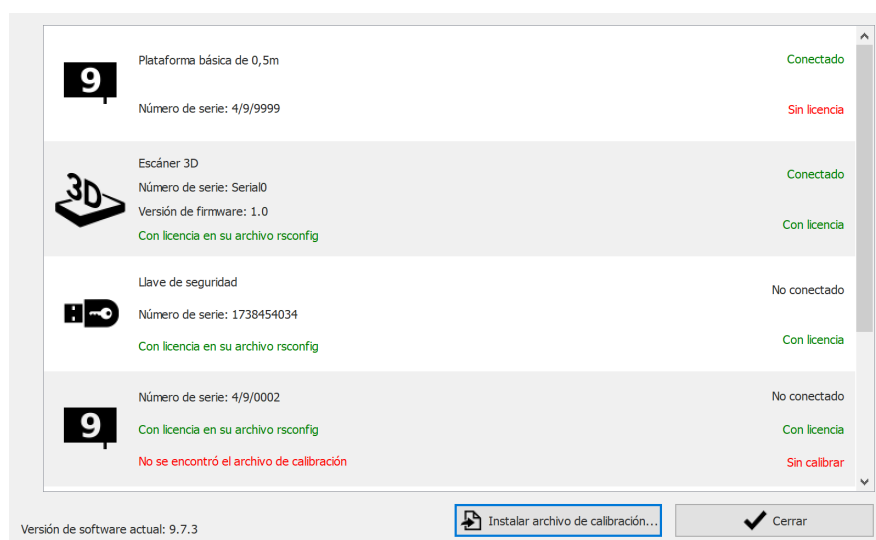 9
Plataforma básica de 0,5m
Conectado
Número de serie: 4/9/9999
Sin licencia
3D
Escáner 3D
Conectado
Número de serie: Serial0
Versión de firmware: 1.0
Con licencia
Con licencia en su archivo rsconfig
Llave de seguridad
No conectado
Número de serie: 1738454034
Con licencia en su archivo rsconfig
Con licencia
Número de serie: 4/9/0002
No conectado
9
Con licencia en su archivo rsconfig
Con licencia
No se encontró el archivo de calibración
Sin calibrar
Versión de software actual: 9.7.3
Instalar archivo de calibración...
Cerrar